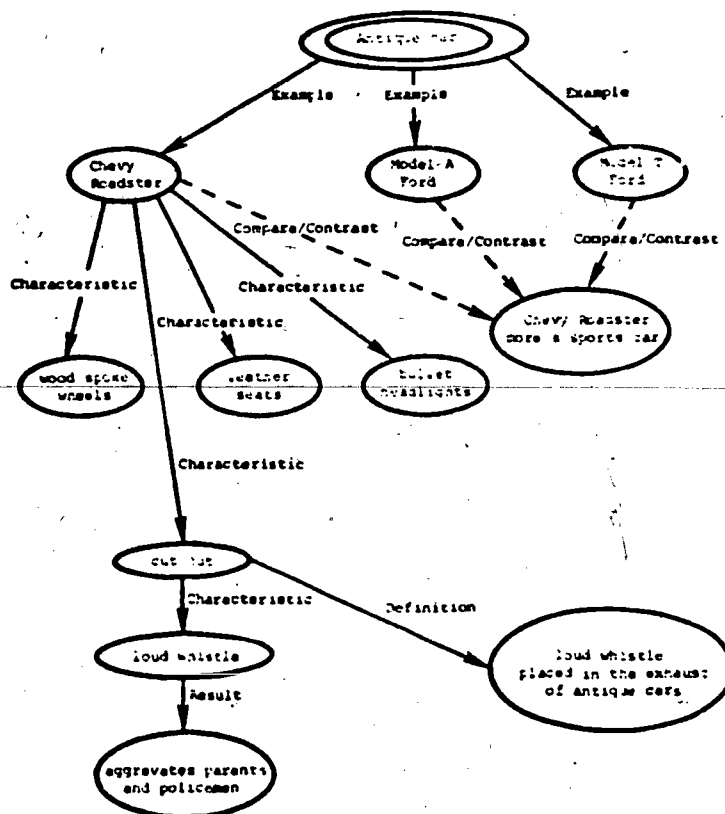 Antique car
Example
Example
Example
Chevy
Roadster
Model-A
Ford
Model T
Ford
Compare/Contrast
Compare/Contrast
Compare/Contrast
Characteristic
Characteristic
Characteristic
Chevy Roadster
more a sports car
wood spoke
wheels
leather
seats
bullet
headlights
Characteristic
cut out
Characteristic
Definition
loud whistle
loud whistle
placed in the exhaust
of antique cars
Result
aggravates parents
and policemen